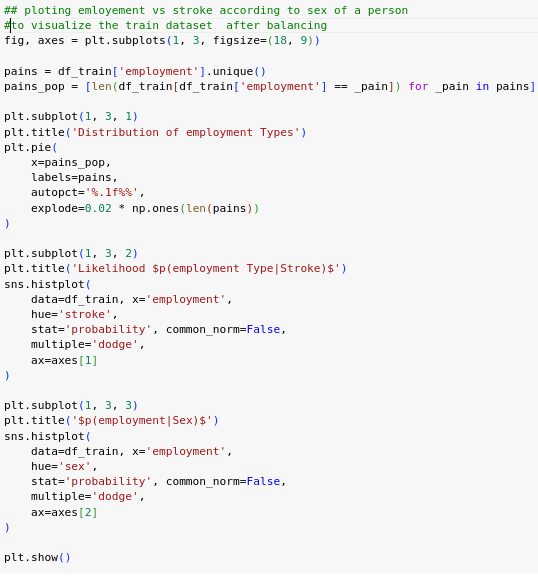 ## ploting emloyement vs stroke according to sex of a person
#to visualize the train dataset  after balancing
fig, axes = plt.subplots(1, 3, figsize=(18, 9))

pains = df_train['employment'].unique()
pains_pop = [len(df_train[df_train['employment'] == _pain]) for _pain in pains]

plt.subplot(1, 3, 1)
plt.title('Distribution of employment Types')
plt.pie(
    x=pains_pop,
    labels=pains,
    autopct='%.1f%%',
    explode=0.02 * np.ones(len(pains))
)

plt.subplot(1, 3, 2)
plt.title('Likelihood $p(employment Type|Stroke)$')
sns.histplot(
    data=df_train, x='employment',
    hue='stroke',
    stat='probability', common_norm=False,
    multiple='dodge',
    ax=axes[1]
)

plt.subplot(1, 3, 3)
plt.title('$p(employment|Sex)$')
sns.histplot(
    data=df_train, x='employment',
    hue='sex',
    stat='probability', common_norm=False,
    multiple='dodge',
    ax=axes[2]
)

plt.show()